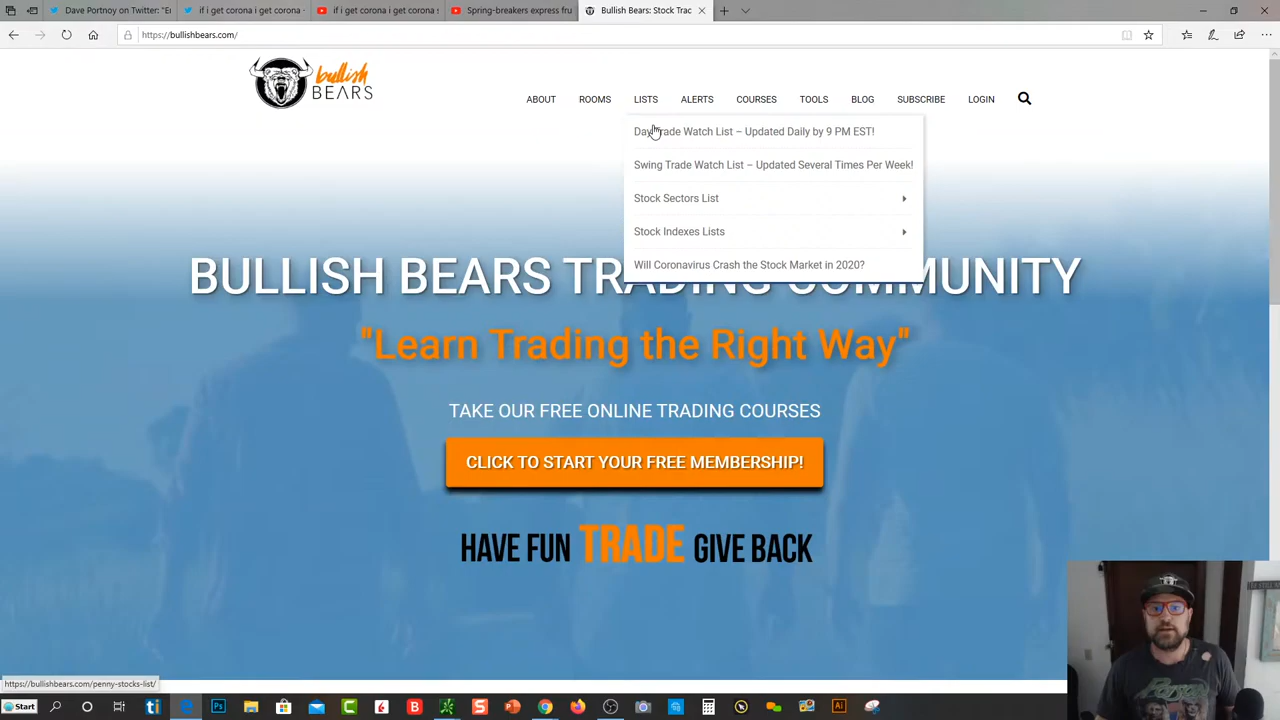 Dave Portnoy on Twitter: "E
if i get corona i get corona -
if i get corona i get corona
Spring-breakers express fru
Bullish Bears: Stock Trac
https://bullishbears.com/
bullish
BEARS
ABOUT ROOMS LISTS ALERTS COURSES TOOLS BLOG SUBSCRIBE LOGIN
Day Trade Watch List – Updated Daily by 9 PM EST!
Swing Trade Watch List – Updated Several Times Per Week!
Stock Sectors List
Stock Indexes Lists
Will Coronavirus Crash the Stock Market in 2020?
BULLISH BEARS TRADING COMMUNITY
"Learn Trading the Right Way"
TAKE OUR FREE ONLINE TRADING COURSES
CLICK TO START YOUR FREE MEMBERSHIP!
HAVE FUN TRADE GIVE BACK
https://bullishbears.com/penny-stocks-list/
Start